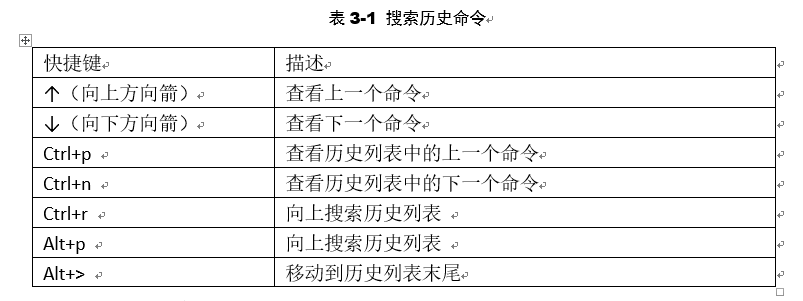 表 3-1 搜索历史命令
快捷键 描述
↑（向上方向箭） 查看上一个命令
↓（向下方向箭） 查看下一个命令
Ctrl+p 查看历史列表中的上一个命令
Ctrl+n 查看历史列表中的下一个命令
Ctrl+r 向上搜索历史列表
Alt+p 向上搜索历史列表
Alt+> 移动到历史列表末尾